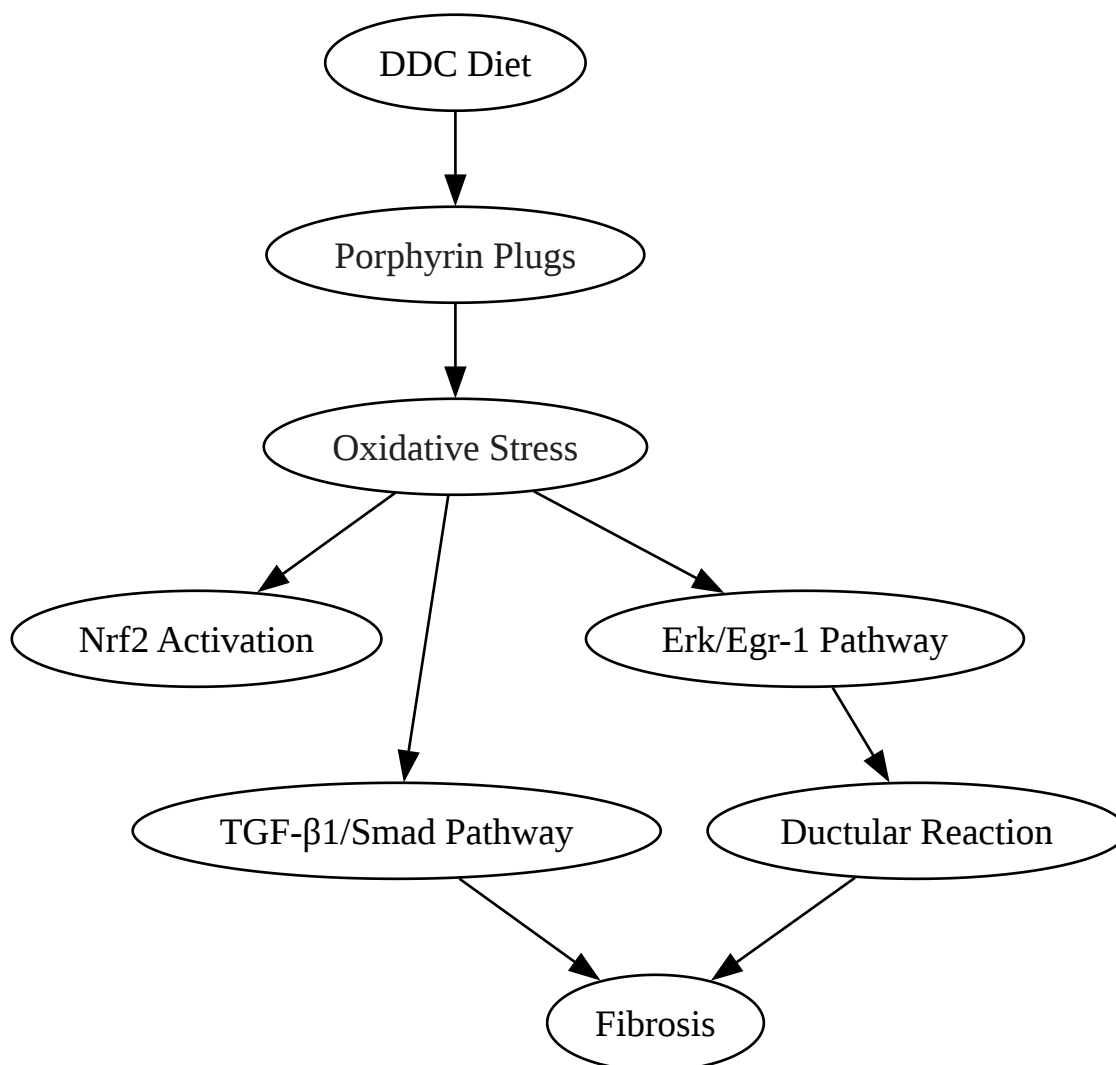 DDC Diet
Porphyrin Plugs
Oxidative Stress
Nrf2 Activation
Erk/Egr-1 Pathway
TGF-β1/Smad Pathway
Ductular Reaction
Fibrosis